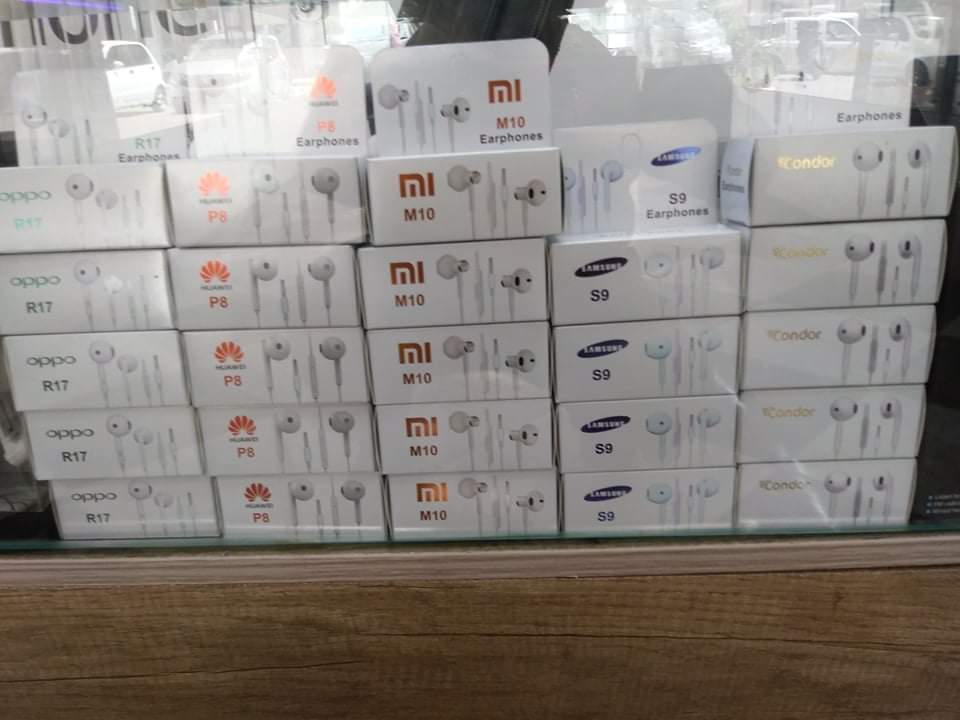 R17
Earphones
HUAWEI
P8
Earphones
mi
M10
Earphones
SAMSUNG
S9
Earphones
Earphones
oppo
R17
HUAWEI
P8
mi
M10
Condor
Earphones
Condor
oppo
R17
HUAWEI
P8
mi
M10
SAMSUNG
S9
Condor
oppo
R17
HUAWEI
P8
mi
M10
SAMSUNG
S9
Condor
oppo
R17
HUAWEI
P8
mi
M10
SAMSUNG
S9
Condor
oppo
R17
HUAWEI
P8
mi
M10
SAMSUNG
S9
Condor